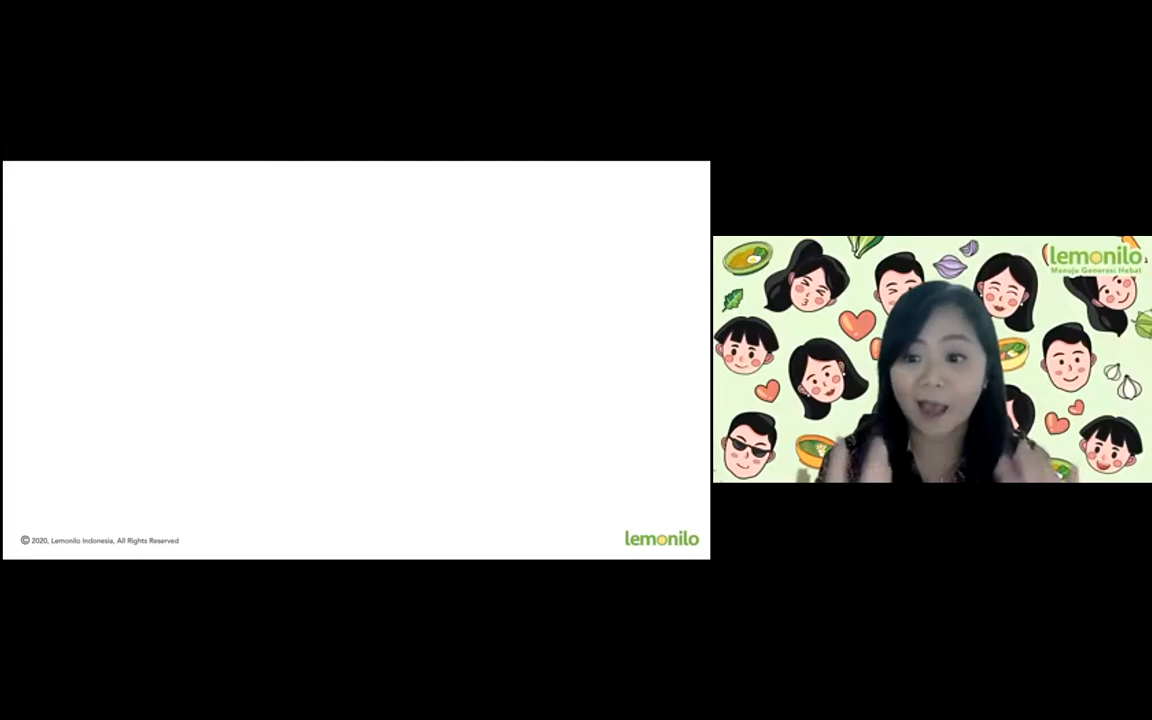 © 2020, Lemonilo Indonesia, All Rights Reserved
lemonilo
lemonilo
Menuju Generasi Hebat